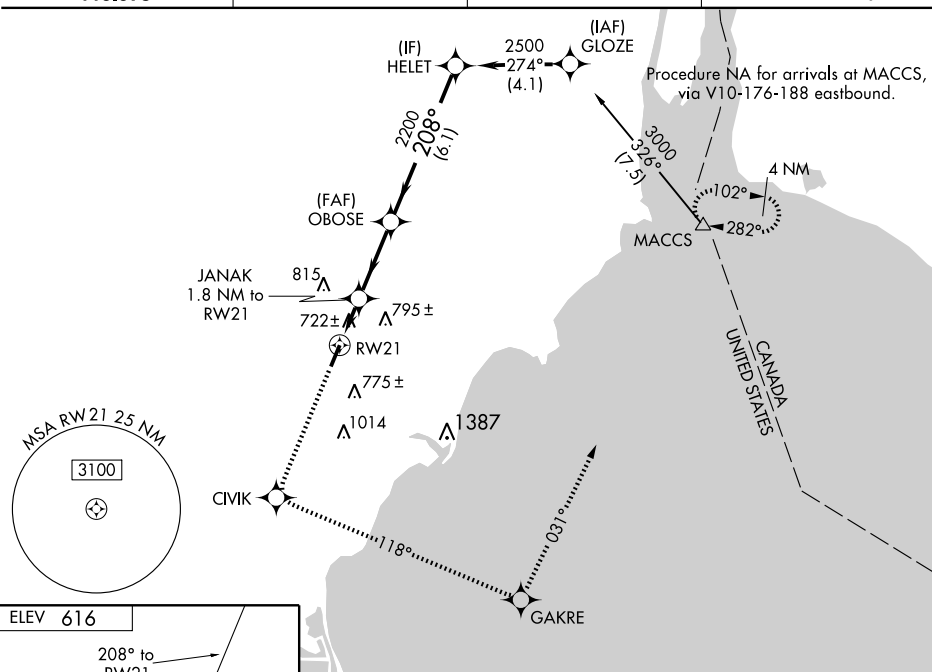 (IF)
HELET
2500
274°
(4.1)
(IAF)
GLOZE
Procedure NA for arrivals at MACCS,
via V10-176-188 eastbound.
2200
208°
(6.1)
3000
326°
(7.5)
4 NM
102°
282°
MACCS
(FAF)
OBOSE
JANAK
1.8 NM to
RW21
815
722±
795±
RW21
775±
1014
1387
CANADA
UNITED STATES
MSA RW21 25 NM
3100
CIVIK
118°
031°
GAKRE
ELEV 616
208° to